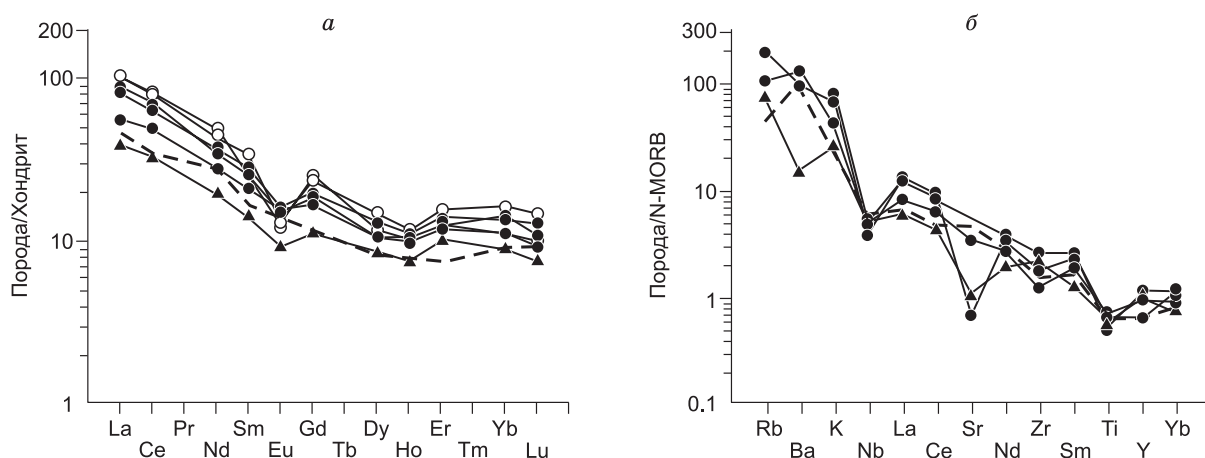 а
Порода/Хондрит
200
100
10
1
La Pr Sm Gd Dy Er Yb
Ce Nd Eu Tb Ho Tm Lu
б
Порода/N-MORB
300
100
10
1
0.1
Rb K La Sr Zr Ti Yb
Ba Nb Ce Nd Sm Y